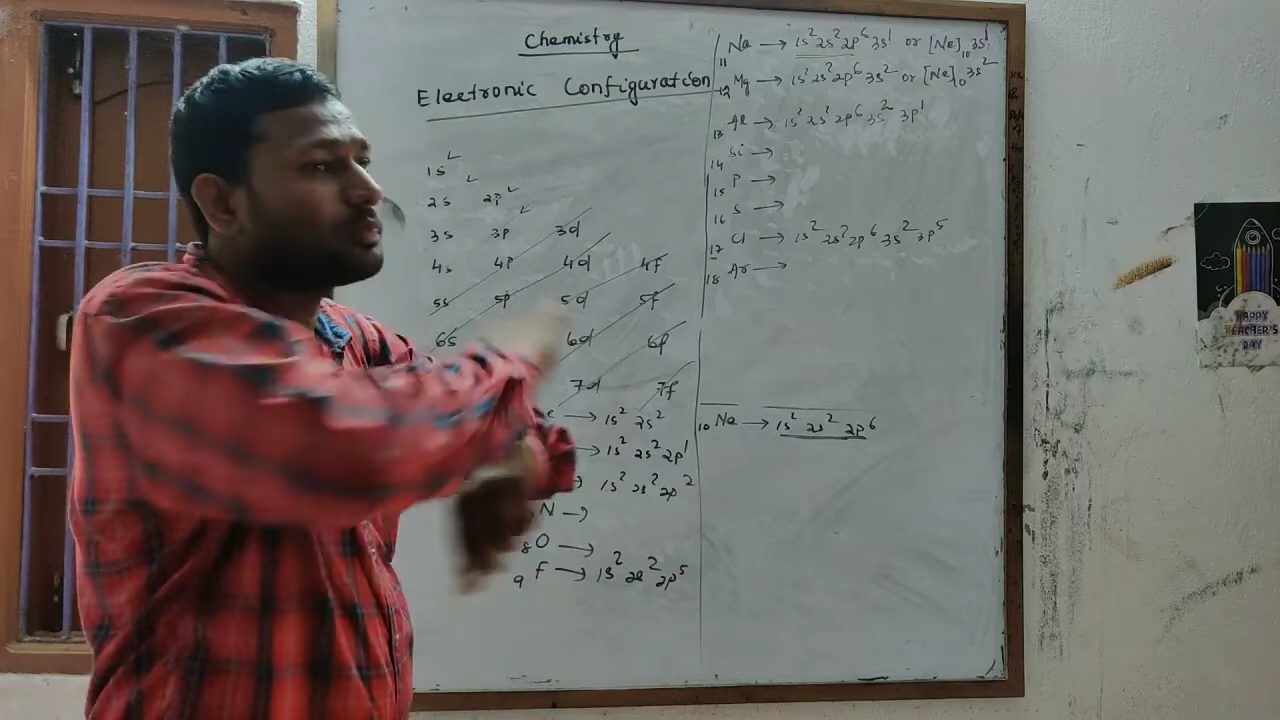 Chemistry
Electronic Configuration
1s
2s 2p
3s 3p 3d
4s 4p 4d 4f
5s 5p 5d 5f
6s 6d 6f
7d 7f
→ 1s² 2s²
→ 1s² 2s² 2p¹
1s² 2s² 2p²
N →
8 O →
9 F → 1s² 2s² 2p⁵
11 Na → 1s² 2s² 2p⁶ 3s¹ or [Ne]10 3s¹
12 Mg → 1s² 2s² 2p⁶ 3s² or [Ne]10 3s²
13 Al → 1s² 2s² 2p⁶ 3s² 3p¹
14 Si →
15 P →
16 S →
17 Cl → 1s² 2s² 2p⁶ 3s² 3p⁵
18 Ar →
10 Ne → 1s² 2s² 2p⁶
HAPPY
TEACHER'S
DAY